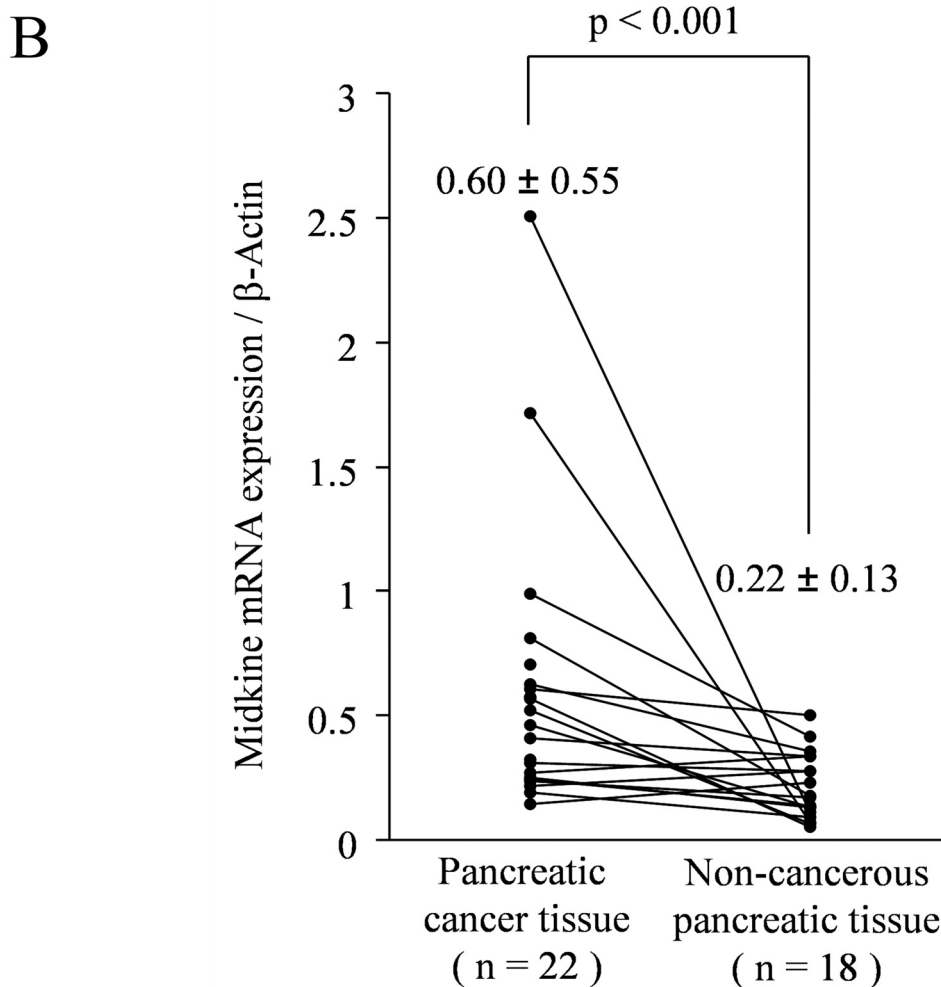 B
p < 0.001
3
0.60 ± 0.55
2.5
2
1.5
0.22 ± 0.13
1
0.5
0
Midkine mRNA expression / β-Actin
Pancreatic
cancer tissue
( n = 22 )
Non-cancerous
pancreatic tissue
( n = 18 )